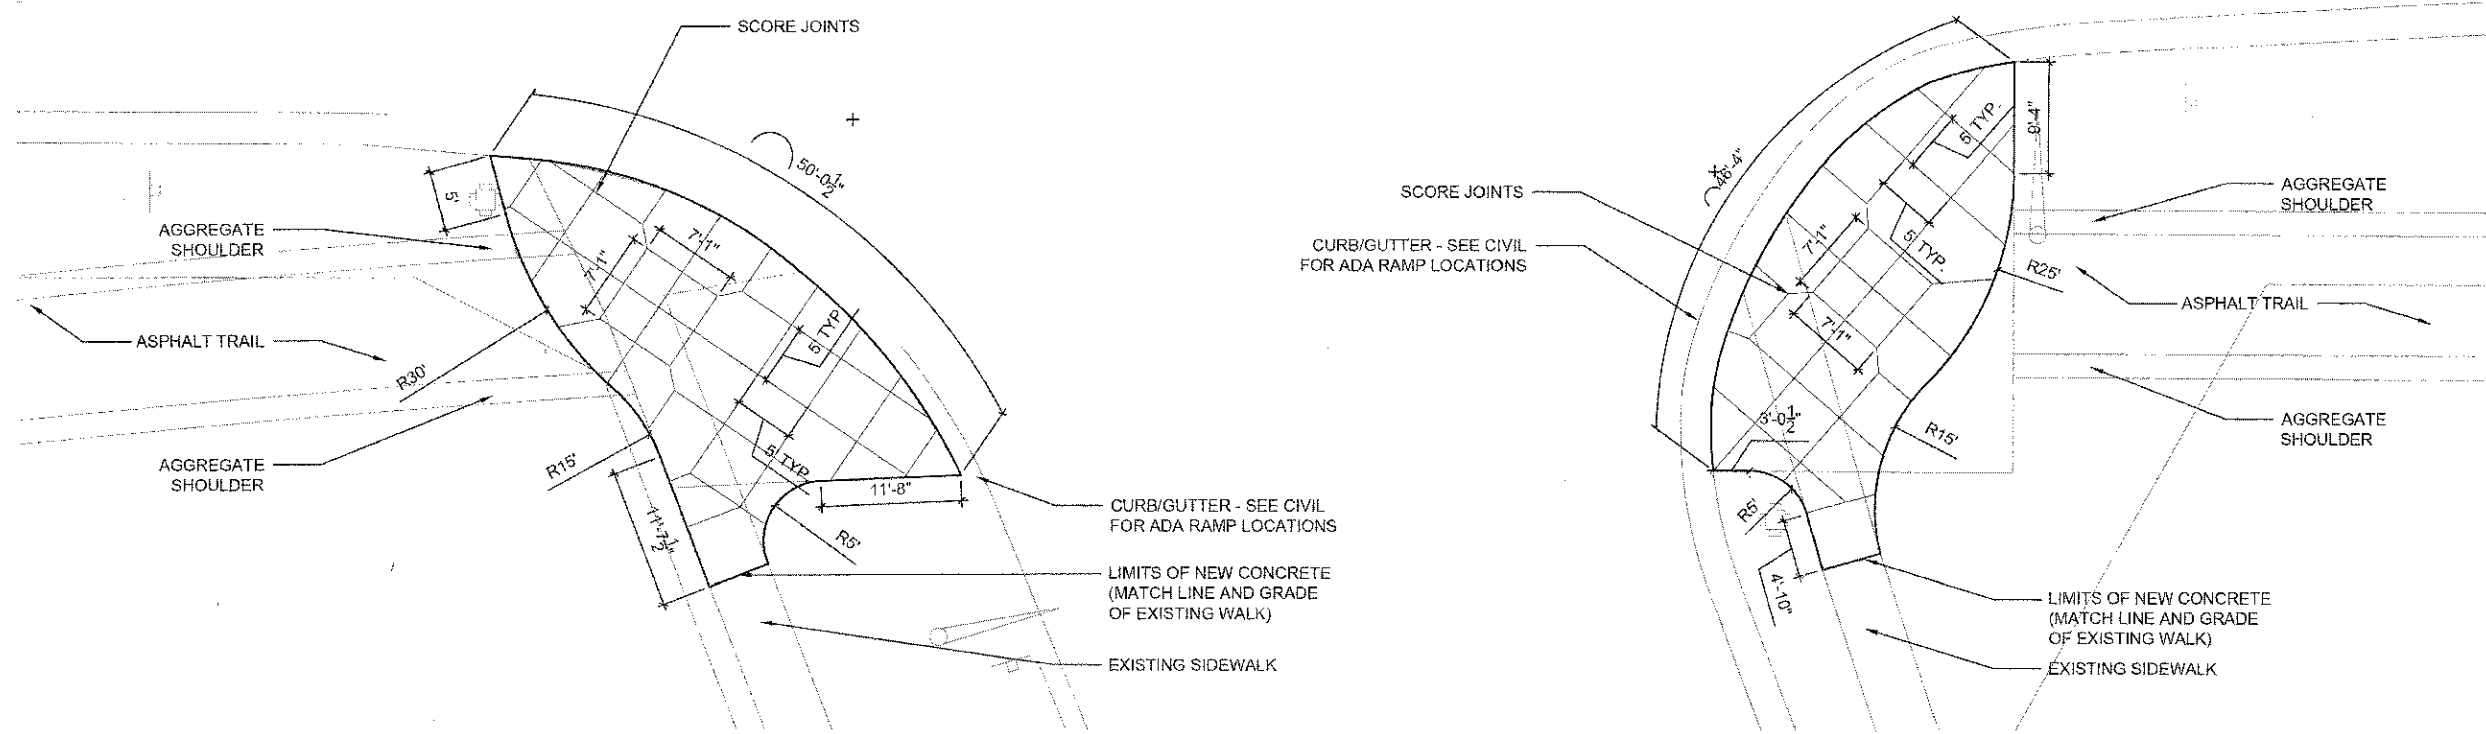 SCORE JOINTS
50'-0 1/2"
5'
AGGREGATE
SHOULDER
7'-1"
7'-1"
5' TYP.
ASPHALT TRAIL
R30'
R15'
AGGREGATE
SHOULDER
5' TYP.
11'-8"
11'-7 1/2"
R5'
CURB/GUTTER - SEE CIVIL
FOR ADA RAMP LOCATIONS
LIMITS OF NEW CONCRETE
(MATCH LINE AND GRADE
OF EXISTING WALK)
EXISTING SIDEWALK
5' TYP.
9'-4"
46'-4"
SCORE JOINTS
AGGREGATE
SHOULDER
CURB/GUTTER - SEE CIVIL
FOR ADA RAMP LOCATIONS
7'-1"
5' TYP.
R25'
ASPHALT TRAIL
7'-1"
3'-0 1/2"
R15'
AGGREGATE
SHOULDER
R5'
4'-10"
LIMITS OF NEW CONCRETE
(MATCH LINE AND GRADE
OF EXISTING WALK)
EXISTING SIDEWALK